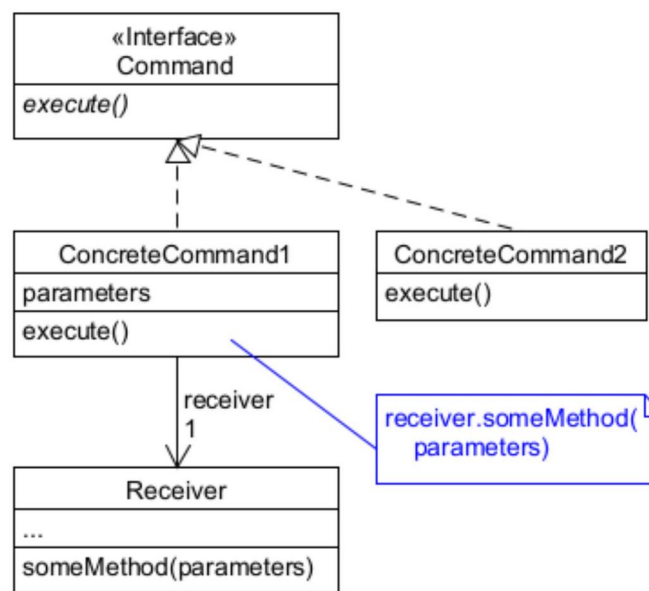 «Interface»
Command
execute()
ConcreteCommand1
parameters
execute()
ConcreteCommand2
execute()
receiver
1
receiver.someMethod(
parameters)
Receiver
...
someMethod(parameters)